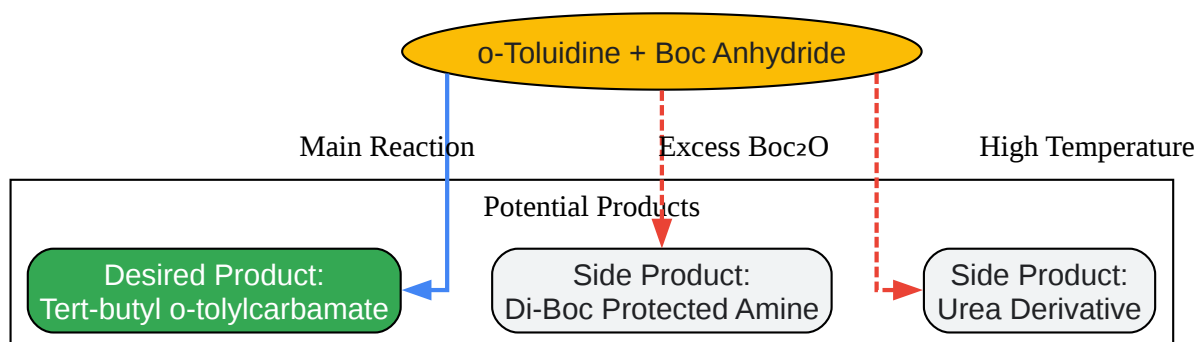 o-Toluidine + Boc Anhydride
Main Reaction
Excess Boc₂O
High Temperature
Potential Products
Desired Product:
Tert-butyl o-tolylcarbamate
Side Product:
Di-Boc Protected Amine
Side Product:
Urea Derivative